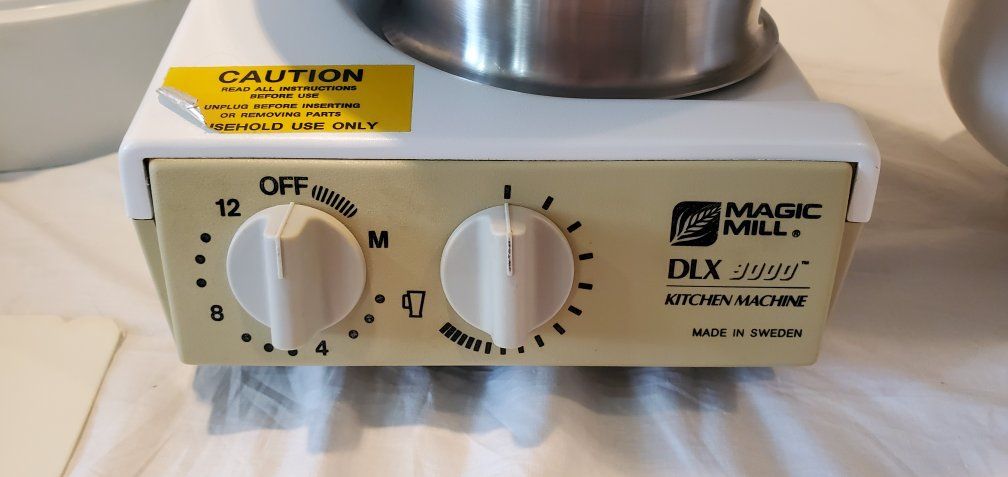 CAUTION
READ ALL INSTRUCTIONS
BEFORE USE
UNPLUG BEFORE INSERTING
OR REMOVING PARTS
USEHOLD USE ONLY
OFF
12
M
8
4
MAGIC
MILL®
DLX 9000™
KITCHEN MACHINE
MADE IN SWEDEN